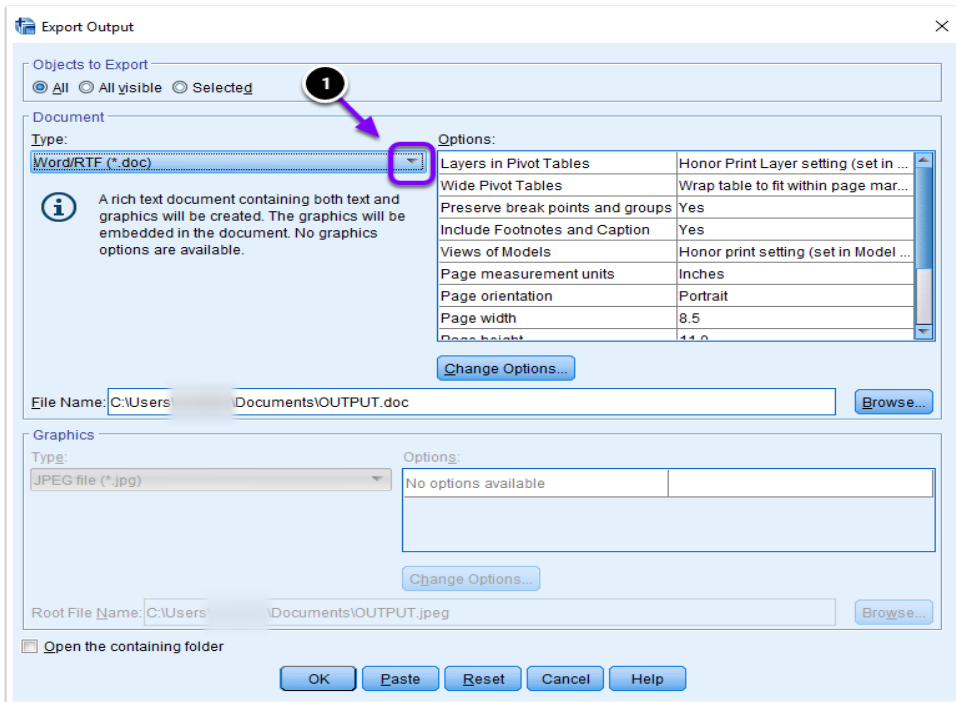 Export Output
Objects to Export
All All visible Selected
1
Document
Type:
Word/RTF (*.doc)
A rich text document containing both text and
graphics will be created. The graphics will be
embedded in the document. No graphics
options are available.
Options:
Layers in Pivot Tables Honor Print Layer setting (set in ...
Wide Pivot Tables Wrap table to fit within page mar...
Preserve break points and groups Yes
Include Footnotes and Caption Yes
Views of Models Honor print setting (set in Model ...
Page measurement units Inches
Page orientation Portrait
Page width 8.5
Page height 11.0
Change Options...
File Name: C:\Users \Documents\OUTPUT.doc Browse...
Graphics
Type:
JPEG file (*.jpg)
Options:
No options available
Change Options...
Root File Name: C:\Users \Documents\OUTPUT.jpeg Browse...
Open the containing folder
OK Paste Reset Cancel Help